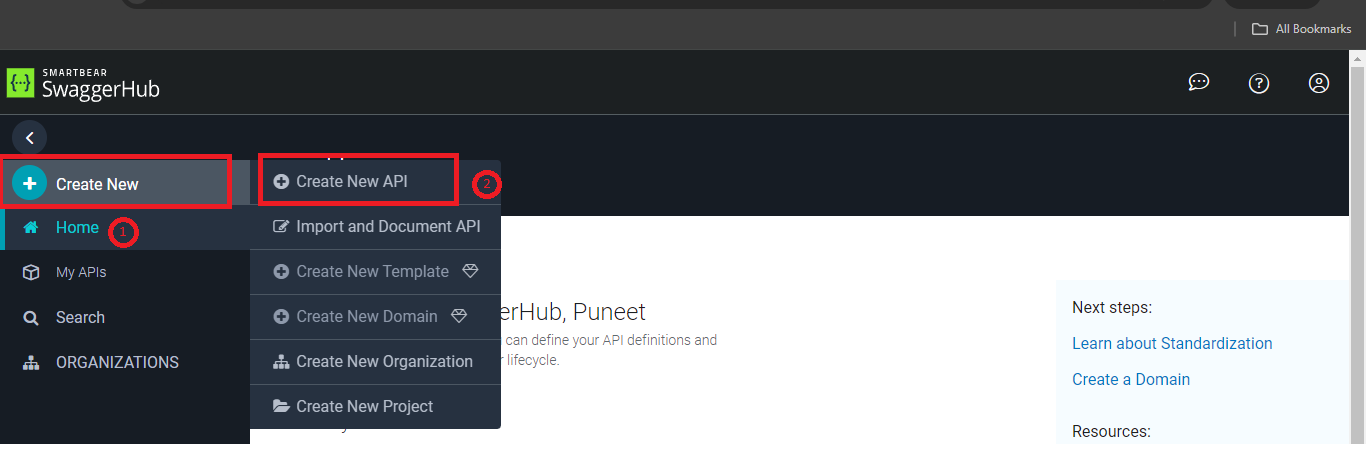 All Bookmarks
SMARTBEAR
SwaggerHub
Create New
Create New API
2
Home
1
Import and Document API
My APIs
Create New Template
Search
Create New Domain
ORGANIZATIONS
Create New Organization
Create New Project
erHub, Puneet
can define your API definitions and
lifecycle.
Next steps:
Learn about Standardization
Create a Domain
Resources: